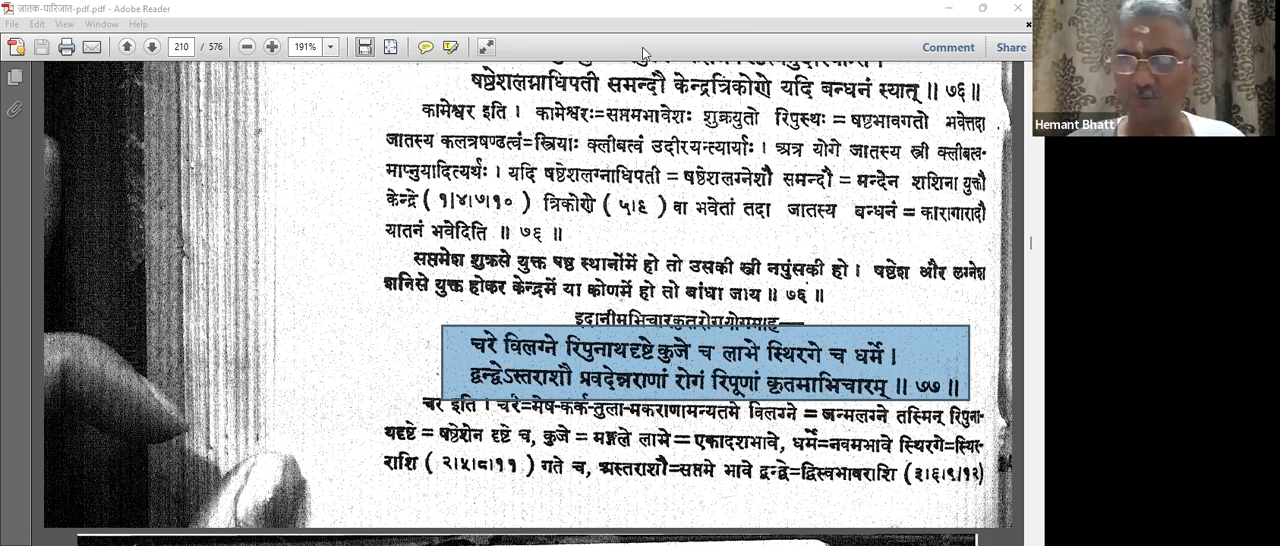 जातक-पारिजात-pdf.pdf - Adobe Reader
File Edit View Window Help
210 / 576 191% Comment Share
Hemant Bhatt
षष्ठेशलग्नाधिपती समन्दौ केन्द्रत्रिकोणे यदि बन्धनं स्यात् ॥ ७६॥
कामेश्वर इति । कामेश्वरः=सप्तमभावेशः शुक्रयुतो रिपुस्थः = षष्ठभावगतो भवेत्तदा
जातस्य कलत्रषण्ढत्वं=स्त्रियाः क्लीबत्वं उदीरयन्त्यार्याः । अत्र योगे जातस्य स्त्री क्लीबत्व-
माप्नुयादित्यर्थः । यदि षष्ठेशलग्नाधिपती = षष्ठेशलग्नेशौ समन्दौ = मन्देन शशिना युक्तौ
केन्द्रे ( १।४।७।१० ) त्रिकोणे ( ५।६ ) वा भवेतां तदा जातस्य बन्धनं = कारागारादौ
यातनं भवेदिति ॥ ७६ ॥
सप्तमेश शुक्रसे युक्त षष्ठ स्थानोंमें हो तो उसकी स्त्री नपुंसकी हो । षष्ठेश और लग्नेश
शनिसे युक्त होकर केन्द्रमें या कोणमें हो तो बांधा जाय ॥ ७६ ॥
इदानीमभिचारकृतरोगयोगमाह—
चरे विलग्ने रिपुनाथदृष्टे कुजे च लाभे स्थिरगे च धर्मे ।
द्वन्द्वेऽस्तराशौ प्रवदेन्नराणां रोगं रिपूणां कृतमाभिचारम् ॥ ७७ ॥
चर इति । चरे=मेष-कर्क-तुला-मकराणामन्यतमे विलग्ने = जन्मलग्ने तस्मिन् रिपुना-
थदृष्टे = षष्ठेशेन दृष्टे च, कुजे = मङ्गले लाभे = एकादशभावे, धर्मे=नवमभावे स्थिरगे=स्थिर-
राशि ( २।५।८।११ ) गते च, अस्तराशौ=सप्तमे भावे द्वन्द्वे=द्विस्वभावराशि (३।६।९।१२)